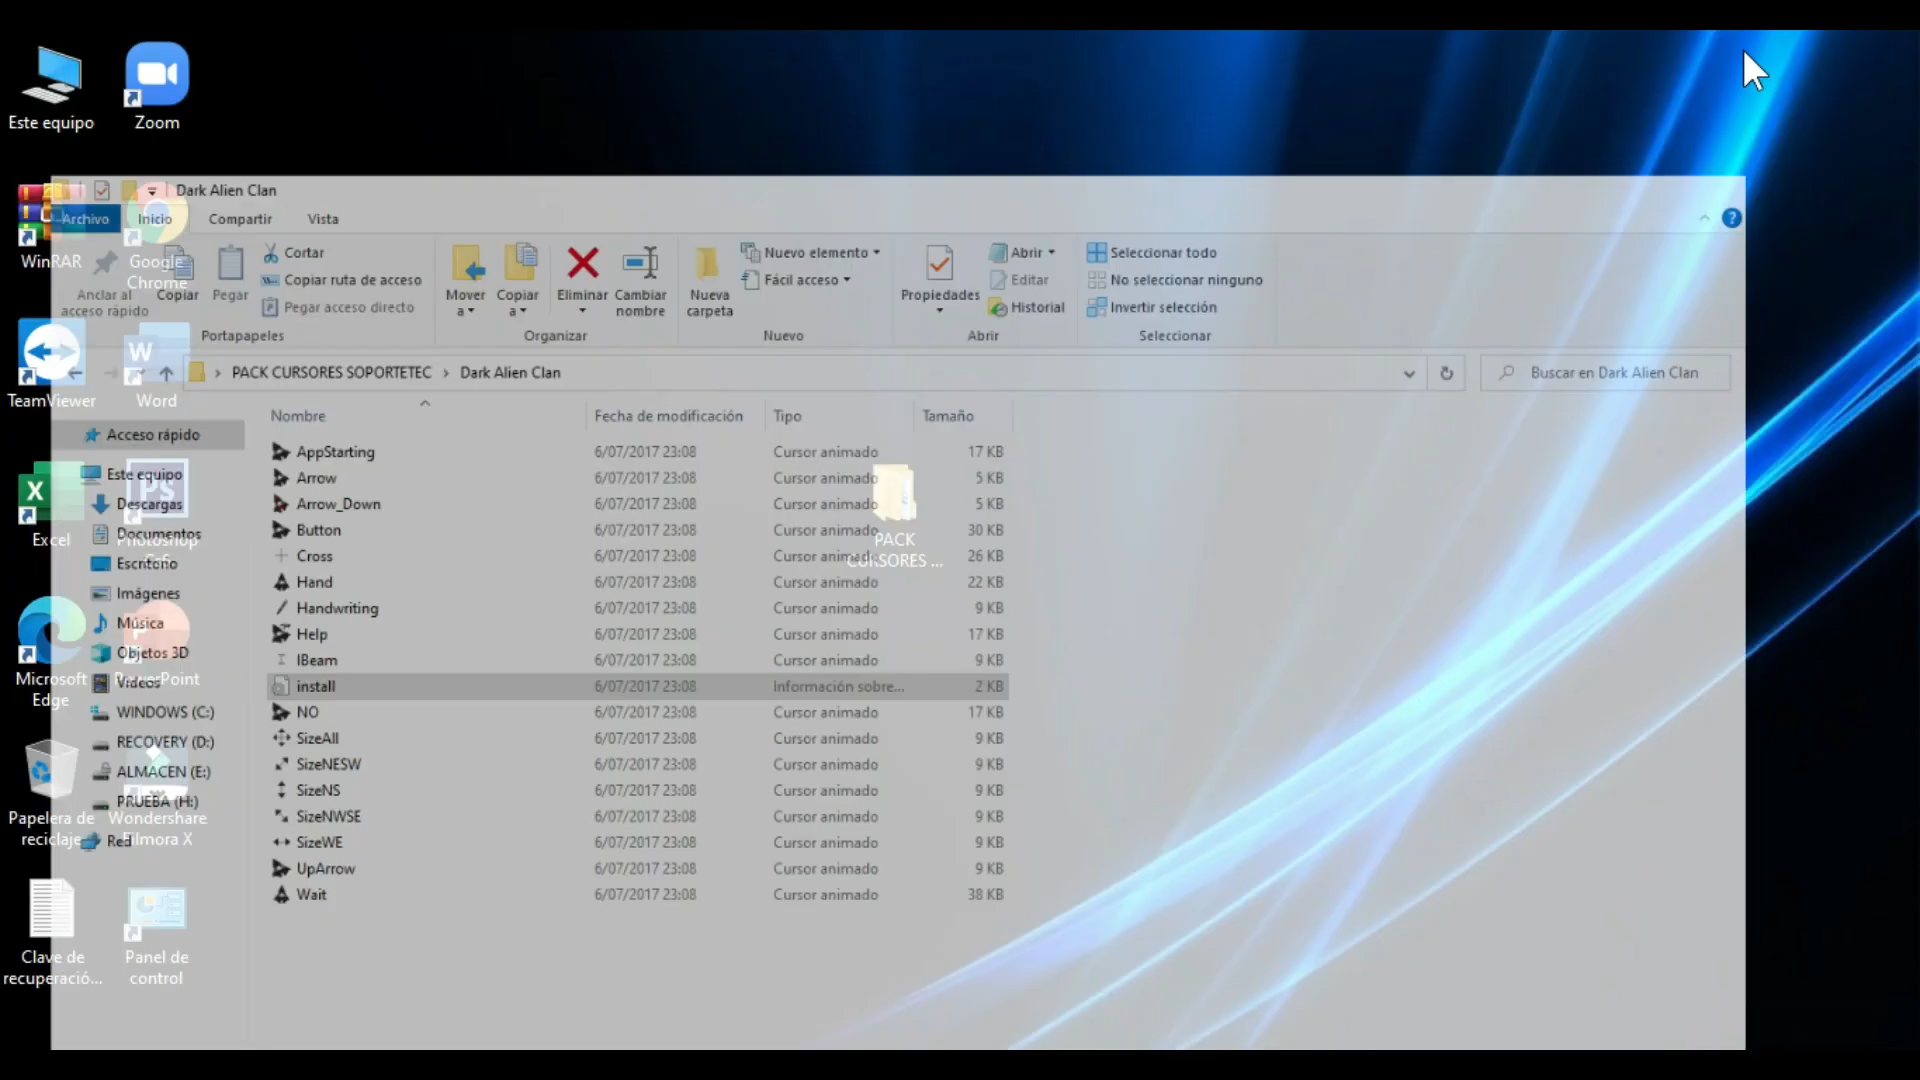 Este equipo
Zoom
WinRAR
Google
Chrome
TeamViewer
Word
Excel
Photoshop
Microsoft
Edge
PowerPoint
Papelera de
reciclaje
Wondershare
Filmora X
Clave de
recuperació...
Panel de
control
PACK
CURSORES ...
Dark Alien Clan
Archivo
Inicio
Compartir
Vista
Anclar al
acceso rápido
Copiar
Pegar
Cortar
Copiar ruta de acceso
Pegar acceso directo
Portapapeles
Mover
a
Copiar
a
Eliminar
Cambiar
nombre
Organizar
Nueva
carpeta
Nuevo elemento
Fácil acceso
Nuevo
Propiedades
Abrir
Editar
Historial
Abrir
Seleccionar todo
No seleccionar ninguno
Invertir selección
Seleccionar
PACK CURSORES SOPORTETEC > Dark Alien Clan
Buscar en Dark Alien Clan
Acceso rápido
Este equipo
Descargas
Documentos
Escritorio
Imágenes
Música
Objetos 3D
Vídeos
WINDOWS (C:)
RECOVERY (D:)
ALMACEN (E:)
PRUEBA (H:)
Red
Nombre Fecha de modificación Tipo Tamaño
AppStarting 6/07/2017 23:08 Cursor animado 17 KB
Arrow 6/07/2017 23:08 Cursor animado 5 KB
Arrow_Down 6/07/2017 23:08 Cursor animado 5 KB
Button 6/07/2017 23:08 Cursor animado 30 KB
Cross 6/07/2017 23:08 Cursor animado 26 KB
Hand 6/07/2017 23:08 Cursor animado 22 KB
Handwriting 6/07/2017 23:08 Cursor animado 9 KB
Help 6/07/2017 23:08 Cursor animado 17 KB
IBeam 6/07/2017 23:08 Cursor animado 9 KB
install 6/07/2017 23:08 Información sobre... 2 KB
NO 6/07/2017 23:08 Cursor animado 17 KB
SizeAll 6/07/2017 23:08 Cursor animado 9 KB
SizeNESW 6/07/2017 23:08 Cursor animado 9 KB
SizeNS 6/07/2017 23:08 Cursor animado 9 KB
SizeNWSE 6/07/2017 23:08 Cursor animado 9 KB
SizeWE 6/07/2017 23:08 Cursor animado 9 KB
UpArrow 6/07/2017 23:08 Cursor animado 9 KB
Wait 6/07/2017 23:08 Cursor animado 38 KB